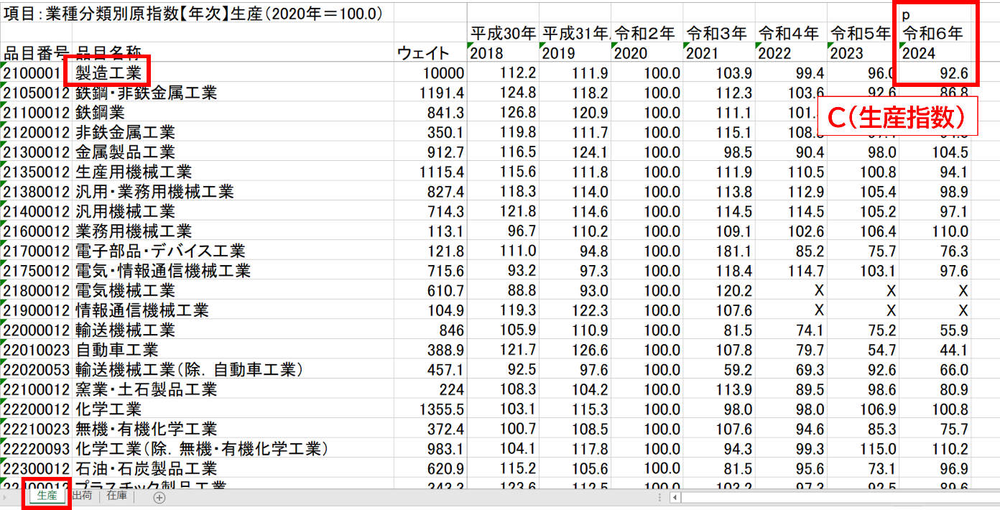 項目：業種分類別原指数【年次】生産（2020年＝100.0）
p
平成30年 平成31年 令和2年 令和3年 令和4年 令和5年 令和6年
品目番号 品目名称 ウェイト 2018 2019 2020 2021 2022 2023 2024
2100001 製造工業 10000 112.2 111.9 100.0 103.9 99.4 96.0 92.6
21050012 鉄鋼・非鉄金属工業 1191.4 124.8 118.2 100.0 112.3 103.6 92.6 86.8
21100012 鉄鋼業 841.3 126.8 120.9 100.0 111.1 101.
C（生産指数）
21200012 非鉄金属工業 350.1 119.8 111.7 100.0 115.1 108.
21300012 金属製品工業 912.7 116.5 124.1 100.0 98.5 90.4 98.0 104.5
21350012 生産用機械工業 1115.4 115.6 111.8 100.0 111.9 110.5 100.8 94.1
21380012 汎用・業務用機械工業 827.4 118.3 114.0 100.0 113.8 112.9 105.4 98.9
21400012 汎用機械工業 714.3 121.8 114.6 100.0 114.5 114.5 105.2 97.1
21600012 業務用機械工業 113.1 96.7 110.2 100.0 109.1 102.6 106.4 110.0
21700012 電子部品・デバイス工業 121.8 111.0 94.8 100.0 181.1 85.2 75.7 76.3
21750012 電気・情報通信機械工業 715.6 93.2 97.3 100.0 118.4 114.7 103.1 97.6
21800012 電気機械工業 610.7 88.8 93.0 100.0 120.2 X X X
21900012 情報通信機械工業 104.9 119.3 122.3 100.0 107.6 X X X
22000012 輸送機械工業 846 105.9 110.9 100.0 81.5 74.1 75.2 55.9
22010023 自動車工業 388.9 121.7 126.6 100.0 107.8 79.7 54.7 44.1
22020053 輸送機械工業（除．自動車工業） 457.1 92.5 97.6 100.0 59.2 69.3 92.6 66.0
22100012 窯業・土石製品工業 224 108.3 104.2 100.0 113.9 89.5 98.6 80.9
22200012 化学工業 1355.5 103.1 115.3 100.0 98.0 98.0 106.9 100.8
22210023 無機・有機化学工業 372.4 100.7 108.5 100.0 107.6 94.6 85.3 75.7
22220093 化学工業（除．無機・有機化学工業） 983.1 104.1 117.8 100.0 94.3 99.3 115.0 110.2
22300012 石油・石炭製品工業 620.9 115.2 105.6 100.0 81.5 95.6 73.1 96.9
プラスチック製品工業 343.3 123.6 112.5 100.0 103.2 97.3 92.5 89.6
生産 出荷 在庫